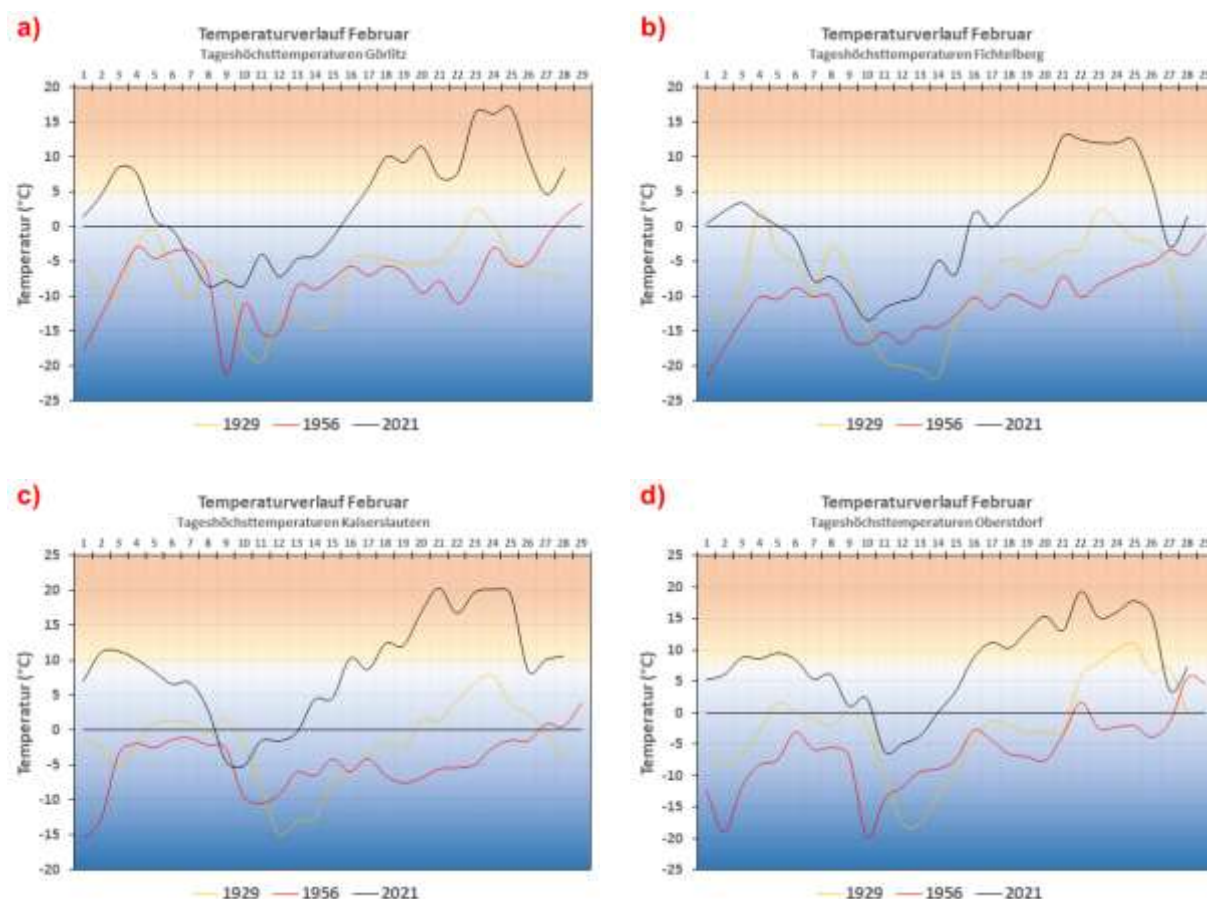 a)
Temperaturverlauf Februar
Tageshöchsttemperaturen Görlitz
1 2 3 4 5 6 7 8 9 10 11 12 13 14 15 16 17 18 19 20 21 22 23 24 25 26 27 28 29
Temperatur (°C)
20
15
10
5
0
-5
-10
-15
-20
-25
1929 1956 2021
b)
Temperaturverlauf Februar
Tageshöchsttemperaturen Fichtelberg
1 2 3 4 5 6 7 8 9 10 11 12 13 14 15 16 17 18 19 20 21 22 23 24 25 26 27 28 29
Temperatur (°C)
20
15
10
5
0
-5
-10
-15
-20
-25
1929 1956 2021
c)
Temperaturverlauf Februar
Tageshöchsttemperaturen Kaiserslautern
1 2 3 4 5 6 7 8 9 10 11 12 13 14 15 16 17 18 19 20 21 22 23 24 25 26 27 28 29
Temperatur (°C)
25
20
15
10
5
0
-5
-10
-15
-20
1929 1956 2021
d)
Temperaturverlauf Februar
Tageshöchsttemperaturen Oberstdorf
1 2 3 4 5 6 7 8 9 10 11 12 13 14 15 16 17 18 19 20 21 22 23 24 25 26 27 28 29
Temperatur (°C)
25
20
15
10
5
0
-5
-10
-15
-20
-25
1929 1956 2021